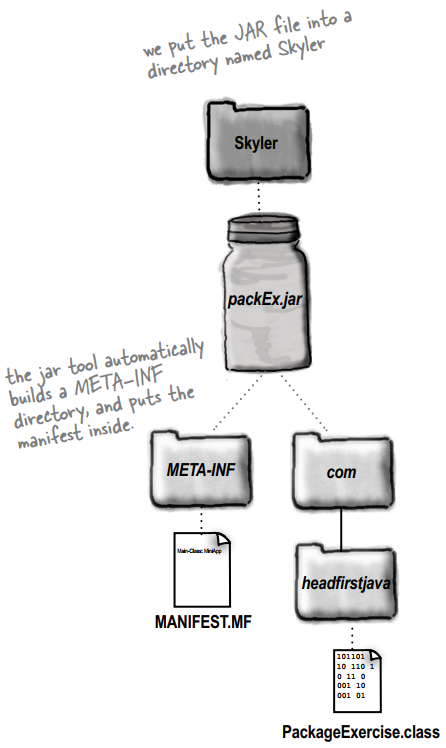 we put the JAR file into a
directory named Skyler
Skyler
packEx.jar
the jar tool automatically
builds a META-INF
directory, and puts the
manifest inside.
META-INF
com
Main-Class: MiniApp
MANIFEST.MF
headfirstjava
101101
10 110 1
0 11 0
001 10
001 01
PackageExercise.class